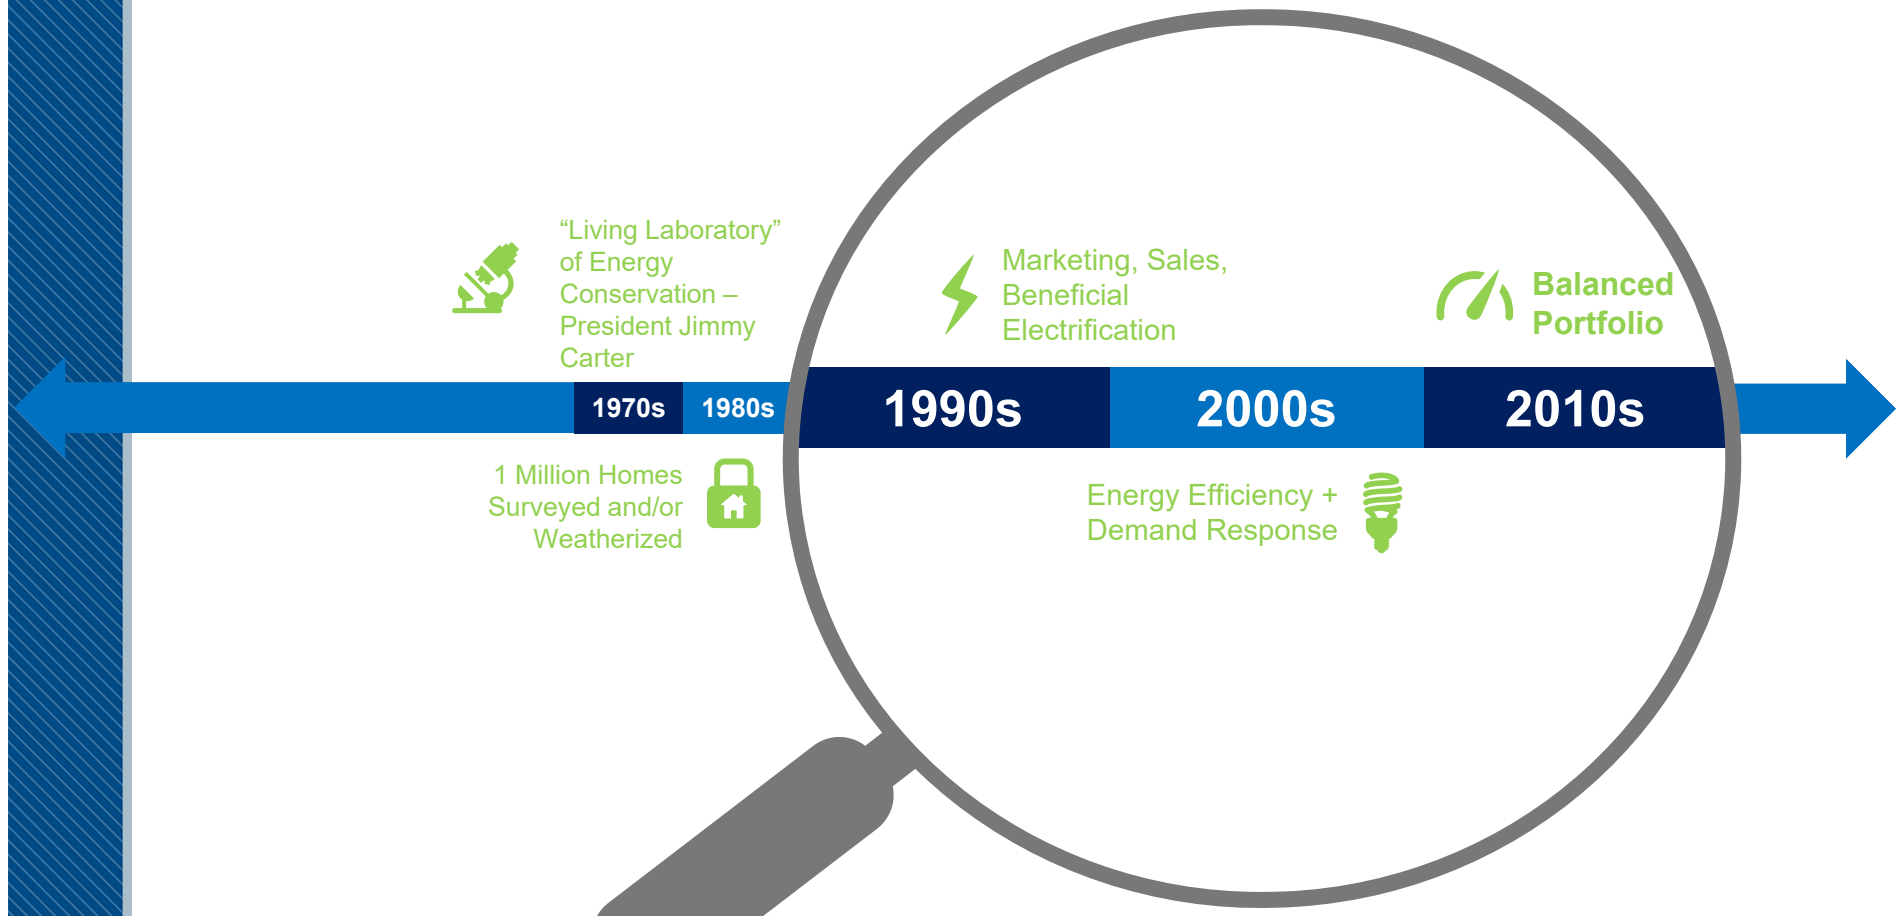 “Living Laboratory”
of Energy
Conservation –
President Jimmy
Carter
Marketing, Sales,
Beneficial
Electrification
Balanced
Portfolio
1970s
1980s
1990s
2000s
2010s
1 Million Homes
Surveyed and/or
Weatherized
Energy Efficiency +
Demand Response